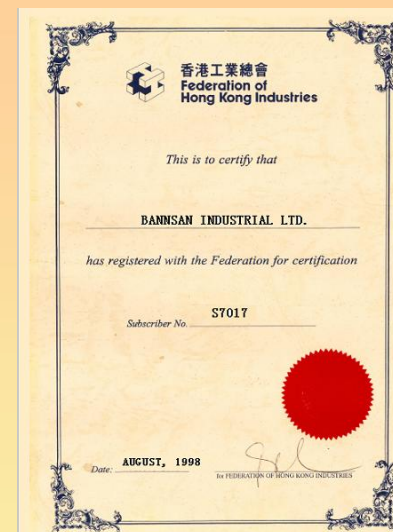 香港工業總會
Federation of
Hong Kong Industries
This is to certify that
BANNSAN INDUSTRIAL LTD.
has registered with the Federation for certification
Subscriber No. S7017
Date: AUGUST, 1998
for FEDERATION OF HONG KONG INDUSTRIES